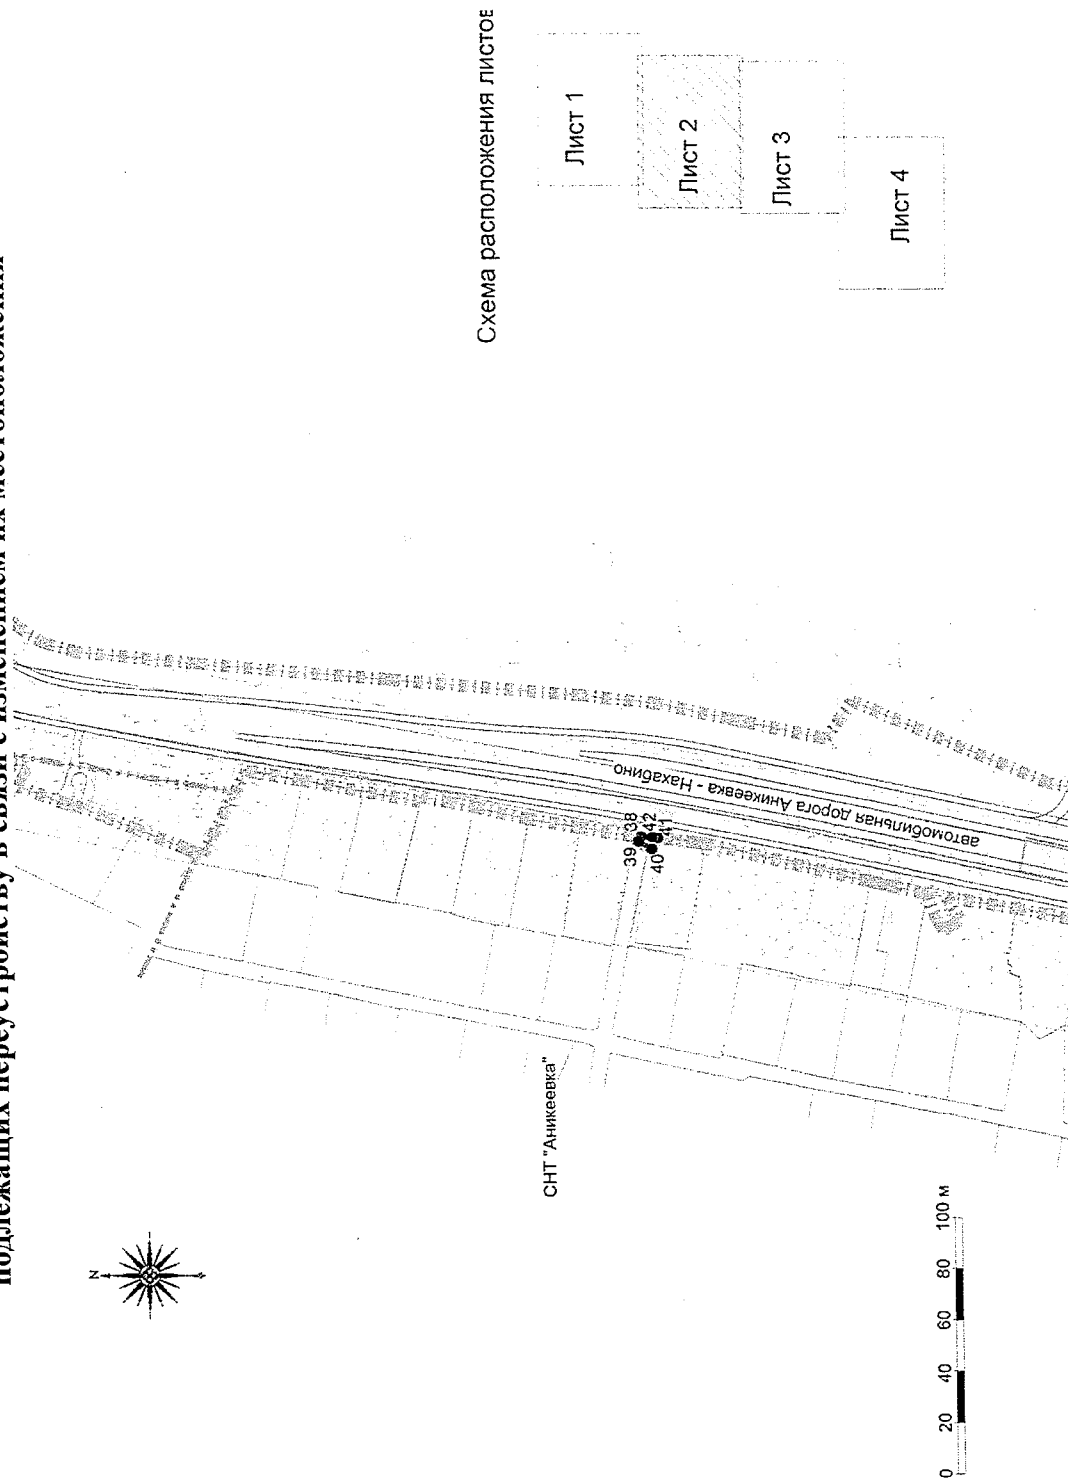 подлежащих переустройству в связи с изменением их местоположения
N
Схема расположения листов
Лист 1
Лист 2
Лист 3
Лист 4
автомобильная дорога Аникеевка - Нахабино
39 38
42
40 41
СНТ "Аникеевка"
0 20 40 60 80 100 м